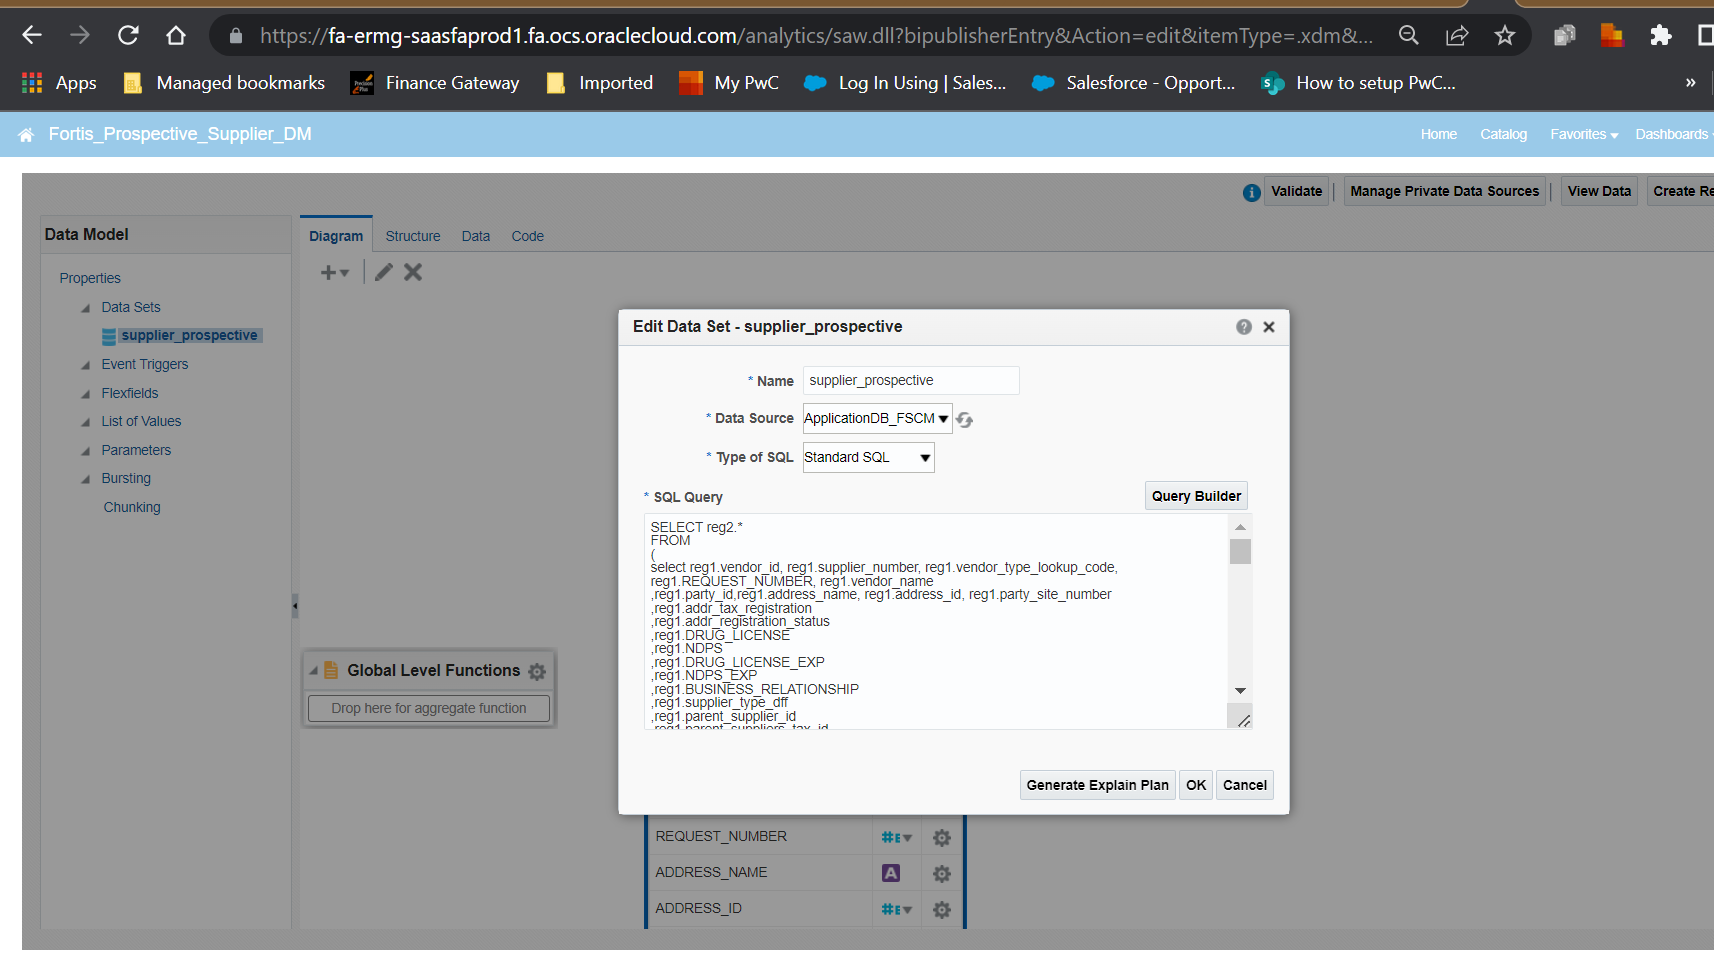 https://fa-ermg-saasfaprod1.fa.ocs.oraclecloud.com/analytics/saw.dll?bipublisherEntry&Action=edit&itemType=.xdm&...
Apps Managed bookmarks Finance Gateway Imported My PwC Log In Using | Sales... Salesforce - Opport... How to setup PwC... »
Fortis_Prospective_Supplier_DM Home Catalog Favorites Dashboards
Validate Manage Private Data Sources View Data Create Re
Data Model
Diagram Structure Data Code
Properties
Data Sets
supplier_prospective
Event Triggers
Flexfields
List of Values
Parameters
Bursting
Chunking
Global Level Functions
Drop here for aggregate function
Edit Data Set - supplier_prospective
* Name supplier_prospective
* Data Source ApplicationDB_FSCM
* Type of SQL Standard SQL
* SQL Query Query Builder
SELECT reg2.*
FROM
(
select reg1.vendor_id, reg1.supplier_number, reg1.vendor_type_lookup_code,
reg1.REQUEST_NUMBER, reg1.vendor_name
,reg1.party_id,reg1.address_name, reg1.address_id, reg1.party_site_number
,reg1.addr_tax_registration
,reg1.addr_registration_status
,reg1.DRUG_LICENSE
,reg1.NDPS
,reg1.DRUG_LICENSE_EXP
,reg1.NDPS_EXP
,reg1.BUSINESS_RELATIONSHIP
,reg1.supplier_type_dff
,reg1.parent_supplier_id
,reg1.parent_suppliers_tax_id
Generate Explain Plan OK Cancel
REQUEST_NUMBER
ADDRESS_NAME A
ADDRESS_ID